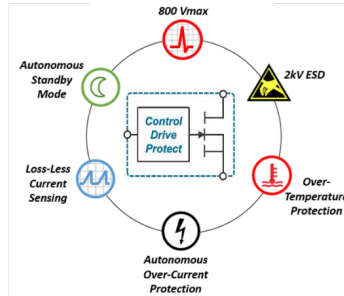 800 Vmax
Autonomous
Standby
Mode
2kV ESD
Control
Drive
Protect
Loss-Less
Current
Sensing
Over-
Temperature
Protection
Autonomous
Over-Current
Protection